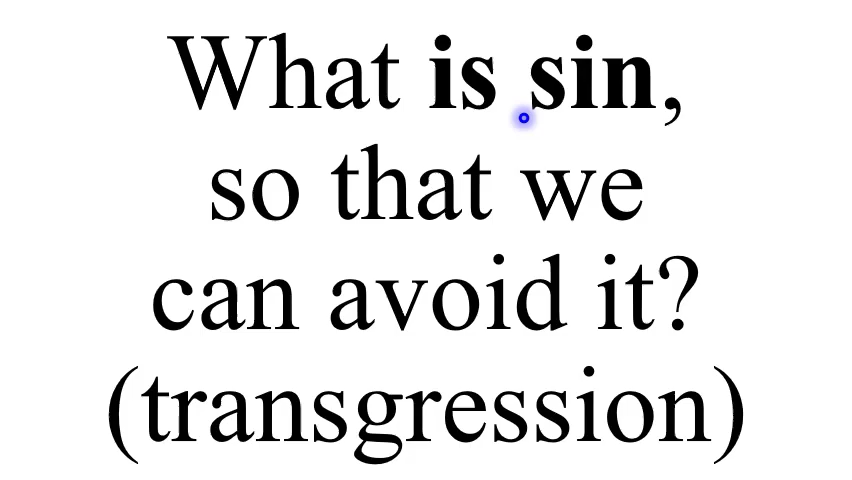 What is sin,
so that we
can avoid it?
(transgression)